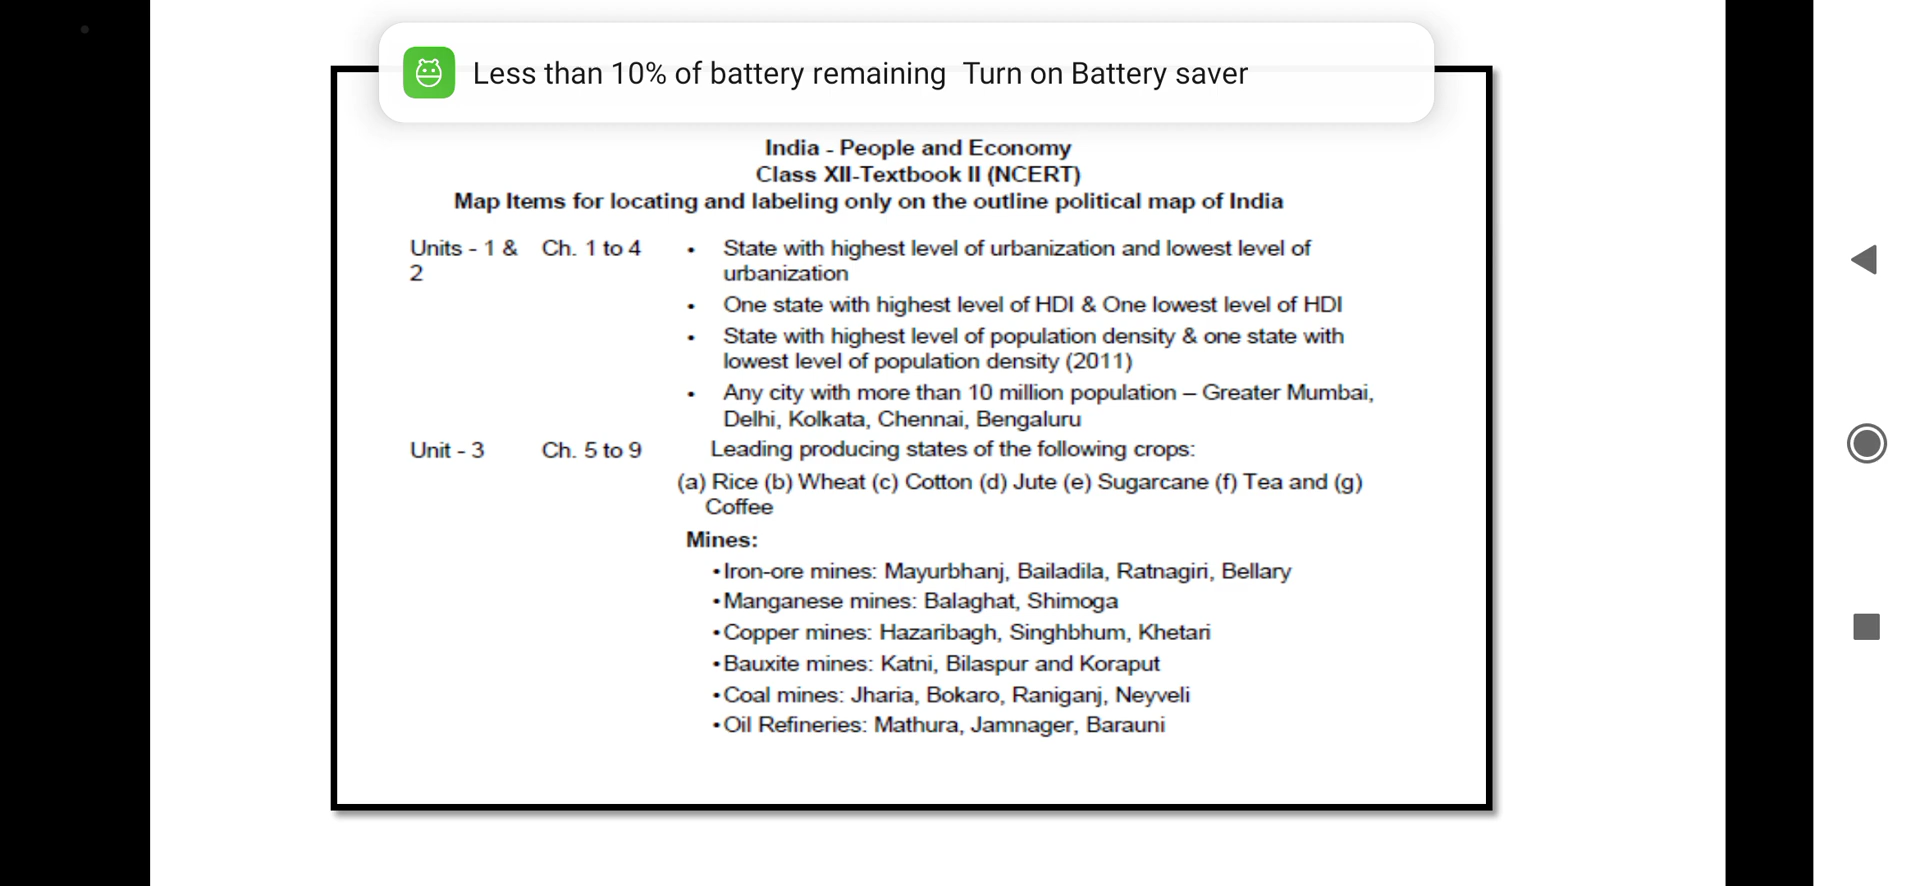 Less than 10% of battery remaining Turn on Battery saver
India - People and Economy
Class XII-Textbook II (NCERT)
Map Items for locating and labeling only on the outline political map of India
Units - 1 & 2 Ch. 1 to 4 • State with highest level of urbanization and lowest level of
urbanization
• One state with highest level of HDI & One lowest level of HDI
• State with highest level of population density & one state with
lowest level of population density (2011)
• Any city with more than 10 million population – Greater Mumbai,
Delhi, Kolkata, Chennai, Bengaluru
Unit - 3 Ch. 5 to 9 Leading producing states of the following crops:
(a) Rice (b) Wheat (c) Cotton (d) Jute (e) Sugarcane (f) Tea and (g)
Coffee
Mines:
•Iron-ore mines: Mayurbhanj, Bailadila, Ratnagiri, Bellary
•Manganese mines: Balaghat, Shimoga
•Copper mines: Hazaribagh, Singhbhum, Khetari
•Bauxite mines: Katni, Bilaspur and Koraput
•Coal mines: Jharia, Bokaro, Raniganj, Neyveli
•Oil Refineries: Mathura, Jamnager, Barauni